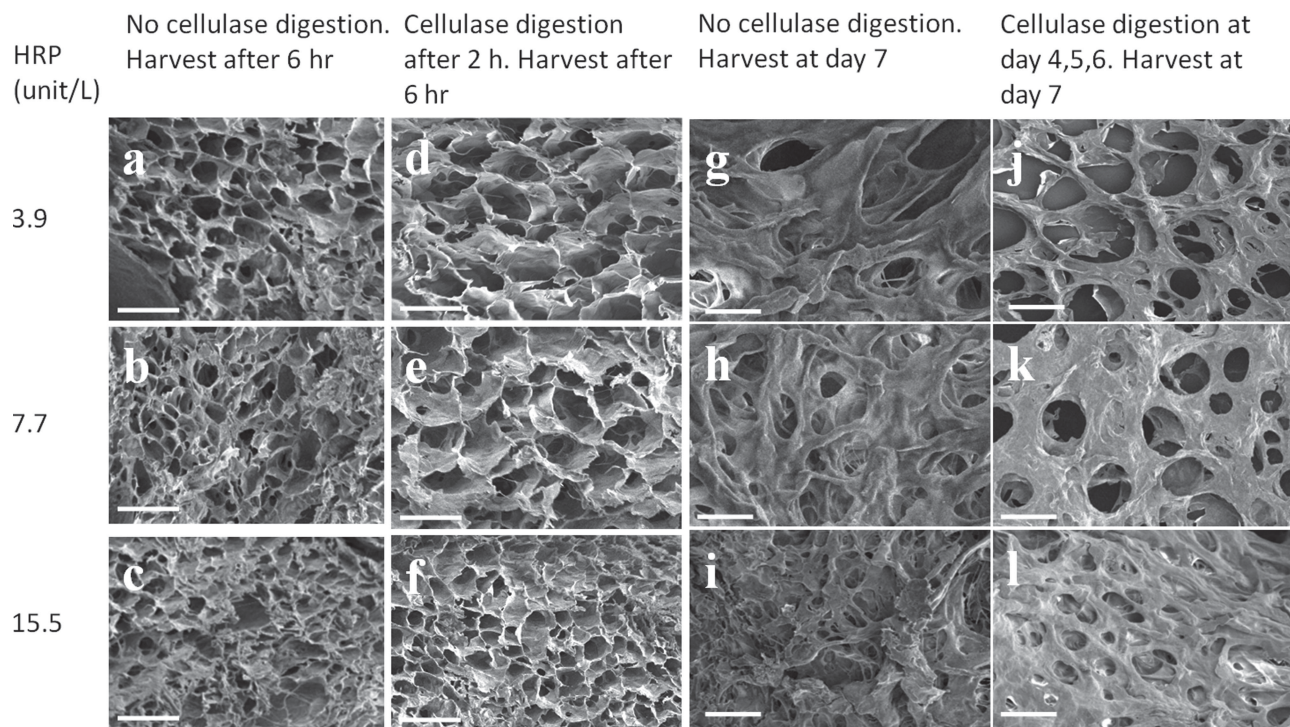 HRP
(unit/L)
No cellulase digestion.
Harvest after 6 hr
Cellulase digestion
after 2 h. Harvest after
6 hr
No cellulase digestion.
Harvest at day 7
Cellulase digestion at
day 4,5,6. Harvest at
day 7
3.9
a
d
g
j
7.7
b
e
h
k
15.5
c
f
i
l